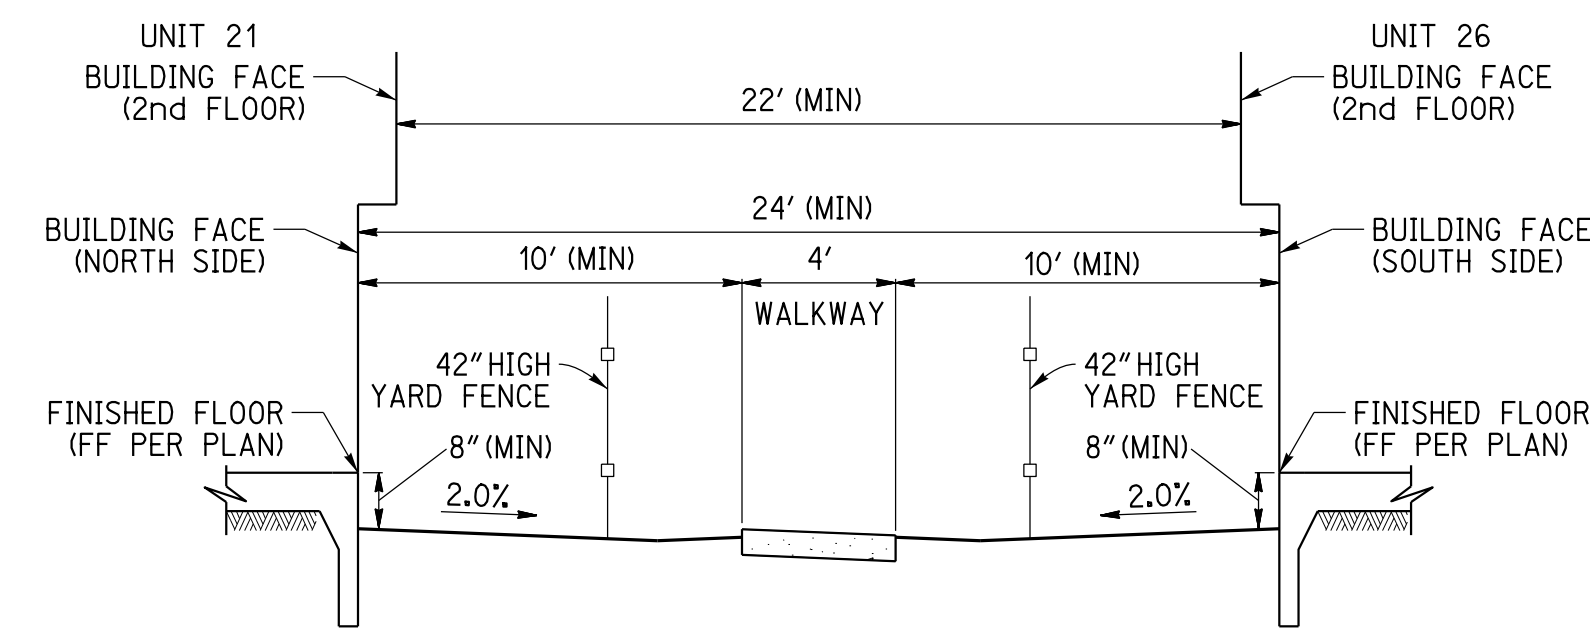 UNIT 21
BUILDING FACE
(2nd FLOOR)
UNIT 26
BUILDING FACE
(2nd FLOOR)
22' (MIN)
BUILDING FACE
(NORTH SIDE)
24' (MIN)
BUILDING FACE
(SOUTH SIDE)
10' (MIN)
4'
10' (MIN)
WALKWAY
42" HIGH
YARD FENCE
42" HIGH
YARD FENCE
FINISHED FLOOR
(FF PER PLAN)
8" (MIN)
8" (MIN)
FINISHED FLOOR
(FF PER PLAN)
2.0%
2.0%